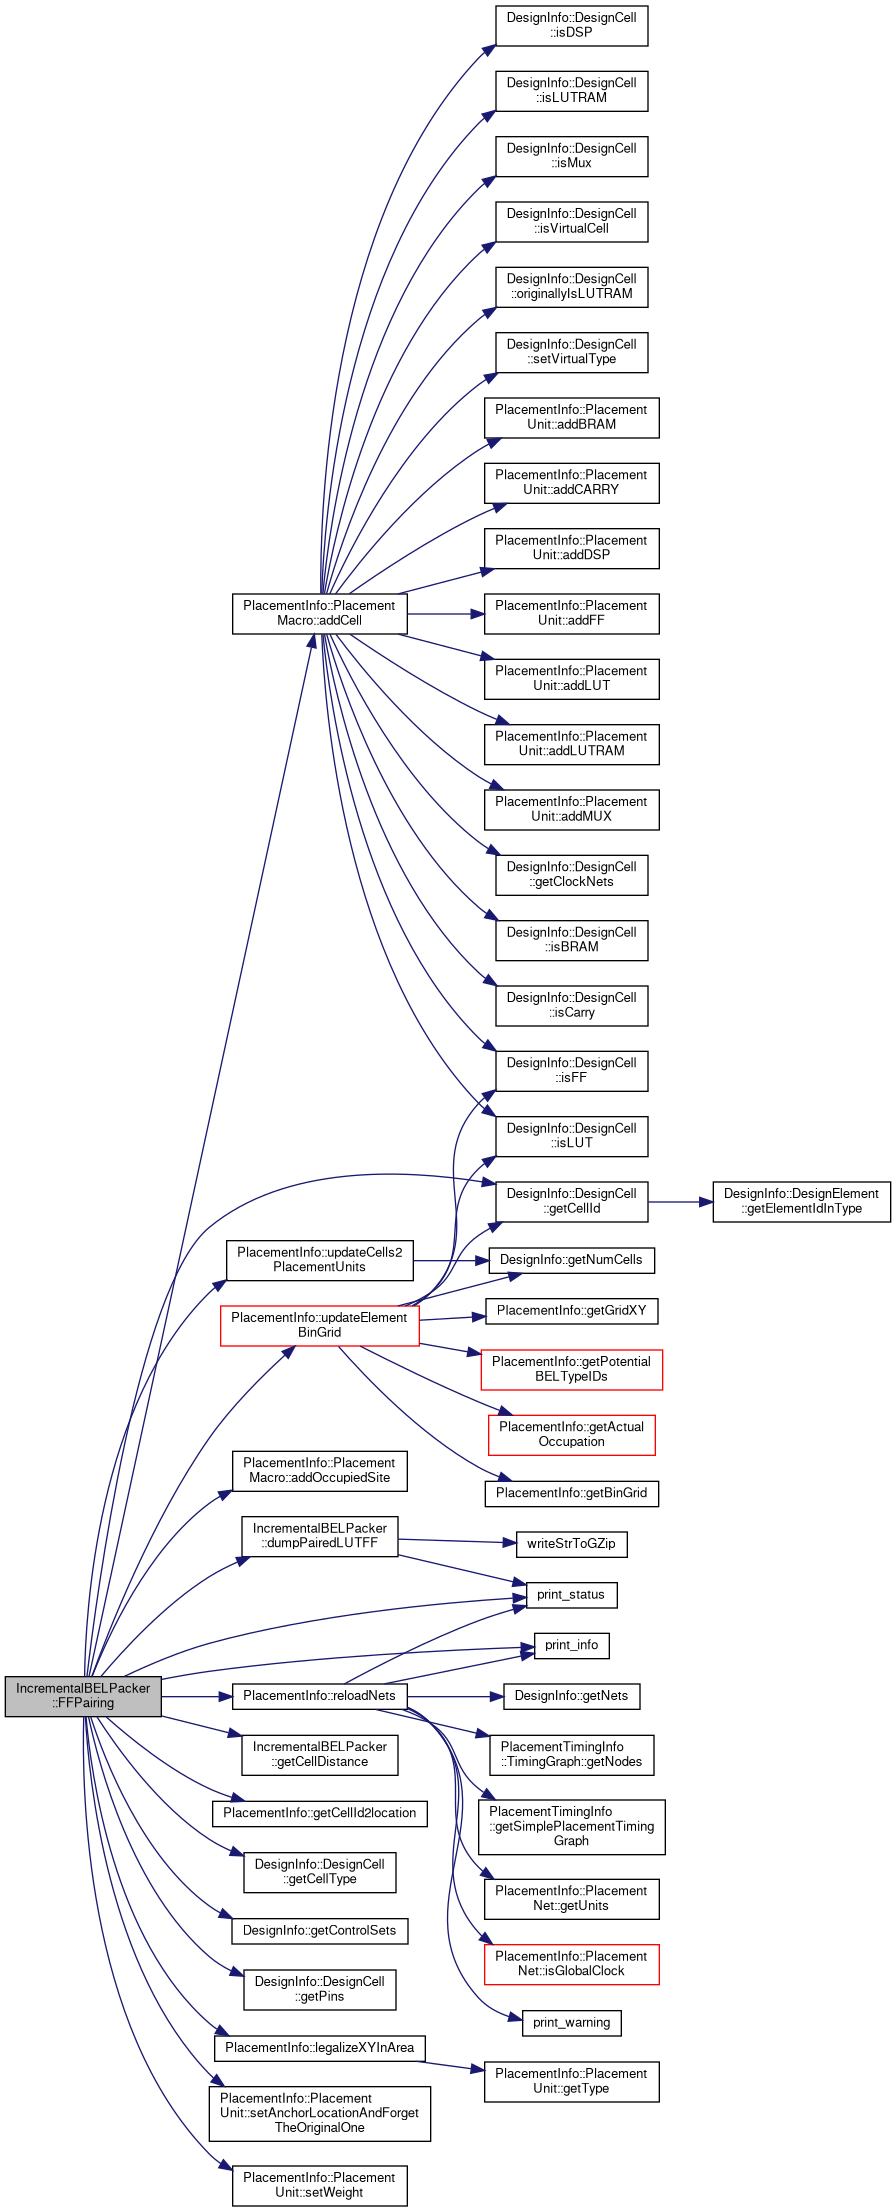 DesignInfo::DesignCell
::isDSP
DesignInfo::DesignCell
::isLUTRAM
DesignInfo::DesignCell
::isMux
DesignInfo::DesignCell
::isVirtualCell
DesignInfo::DesignCell
::originallyIsLUTRAM
DesignInfo::DesignCell
::setVirtualType
PlacementInfo::Placement
Unit::addBRAM
PlacementInfo::Placement
Unit::addCARRY
PlacementInfo::Placement
Unit::addDSP
PlacementInfo::Placement
Macro::addCell
PlacementInfo::Placement
Unit::addFF
PlacementInfo::Placement
Unit::addLUT
PlacementInfo::Placement
Unit::addLUTRAM
PlacementInfo::Placement
Unit::addMUX
DesignInfo::DesignCell
::getClockNets
DesignInfo::DesignCell
::isBRAM
DesignInfo::DesignCell
::isCarry
DesignInfo::DesignCell
::isFF
DesignInfo::DesignCell
::isLUT
DesignInfo::DesignCell
::getCellId
DesignInfo::DesignElement
::getElementIdInType
PlacementInfo::updateCells2
PlacementUnits
DesignInfo::getNumCells
PlacementInfo::updateElement
BinGrid
PlacementInfo::getGridXY
PlacementInfo::getPotential
BELTypeIDs
PlacementInfo::getActual
Occupation
PlacementInfo::Placement
Macro::addOccupiedSite
PlacementInfo::getBinGrid
IncrementalBELPacker
::dumpPairedLUTFF
writeStrToGZip
print_status
print_info
IncrementalBELPacker
::FFPairing
PlacementInfo::reloadNets
DesignInfo::getNets
IncrementalBELPacker
::getCellDistance
PlacementTimingInfo
::TimingGraph::getNodes
PlacementInfo::getCellId2location
PlacementTimingInfo
::getSimplePlacementTiming
Graph
DesignInfo::DesignCell
::getCellType
PlacementInfo::Placement
Net::getUnits
DesignInfo::getControlSets
PlacementInfo::Placement
Net::isGlobalClock
DesignInfo::DesignCell
::getPins
print_warning
PlacementInfo::legalizeXYInArea
PlacementInfo::Placement
Unit::getType
PlacementInfo::Placement
Unit::setAnchorLocationAndForget
TheOriginalOne
PlacementInfo::Placement
Unit::setWeight